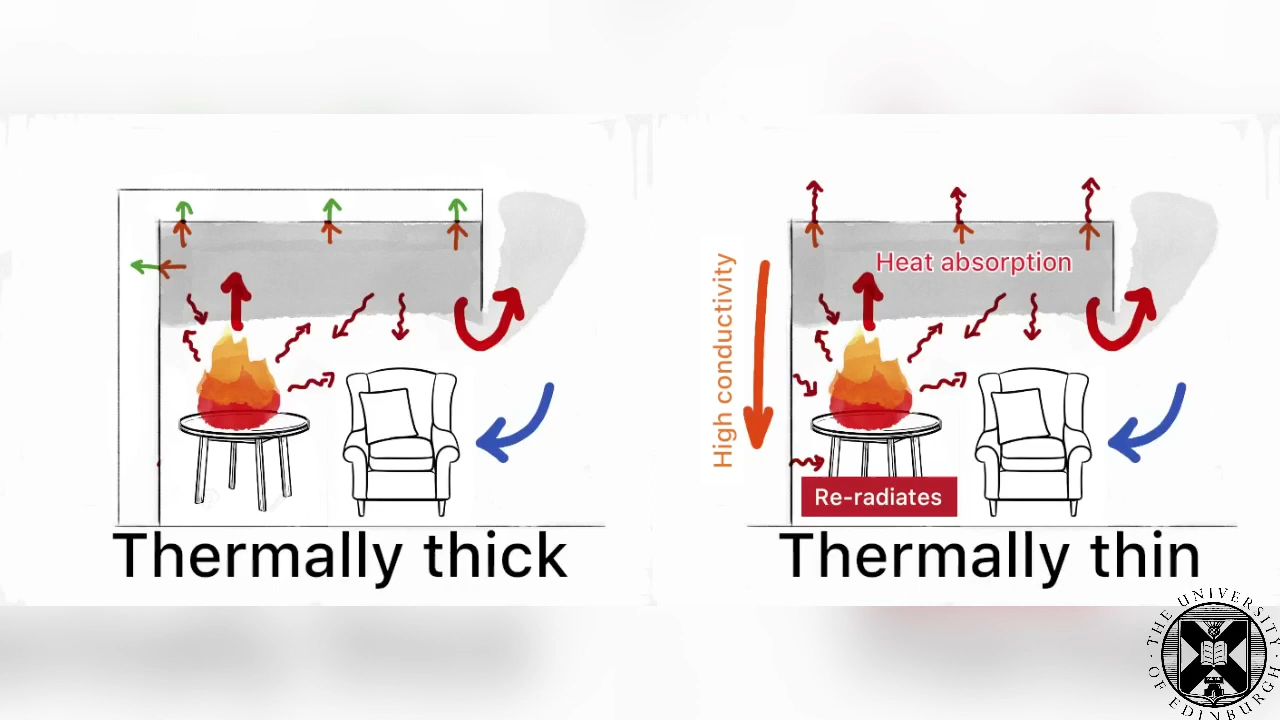 Heat absorption
High conductivity
Re-radiates
Thermally thick
Thermally thin
THE UNIVERSITY OF EDINBURGH